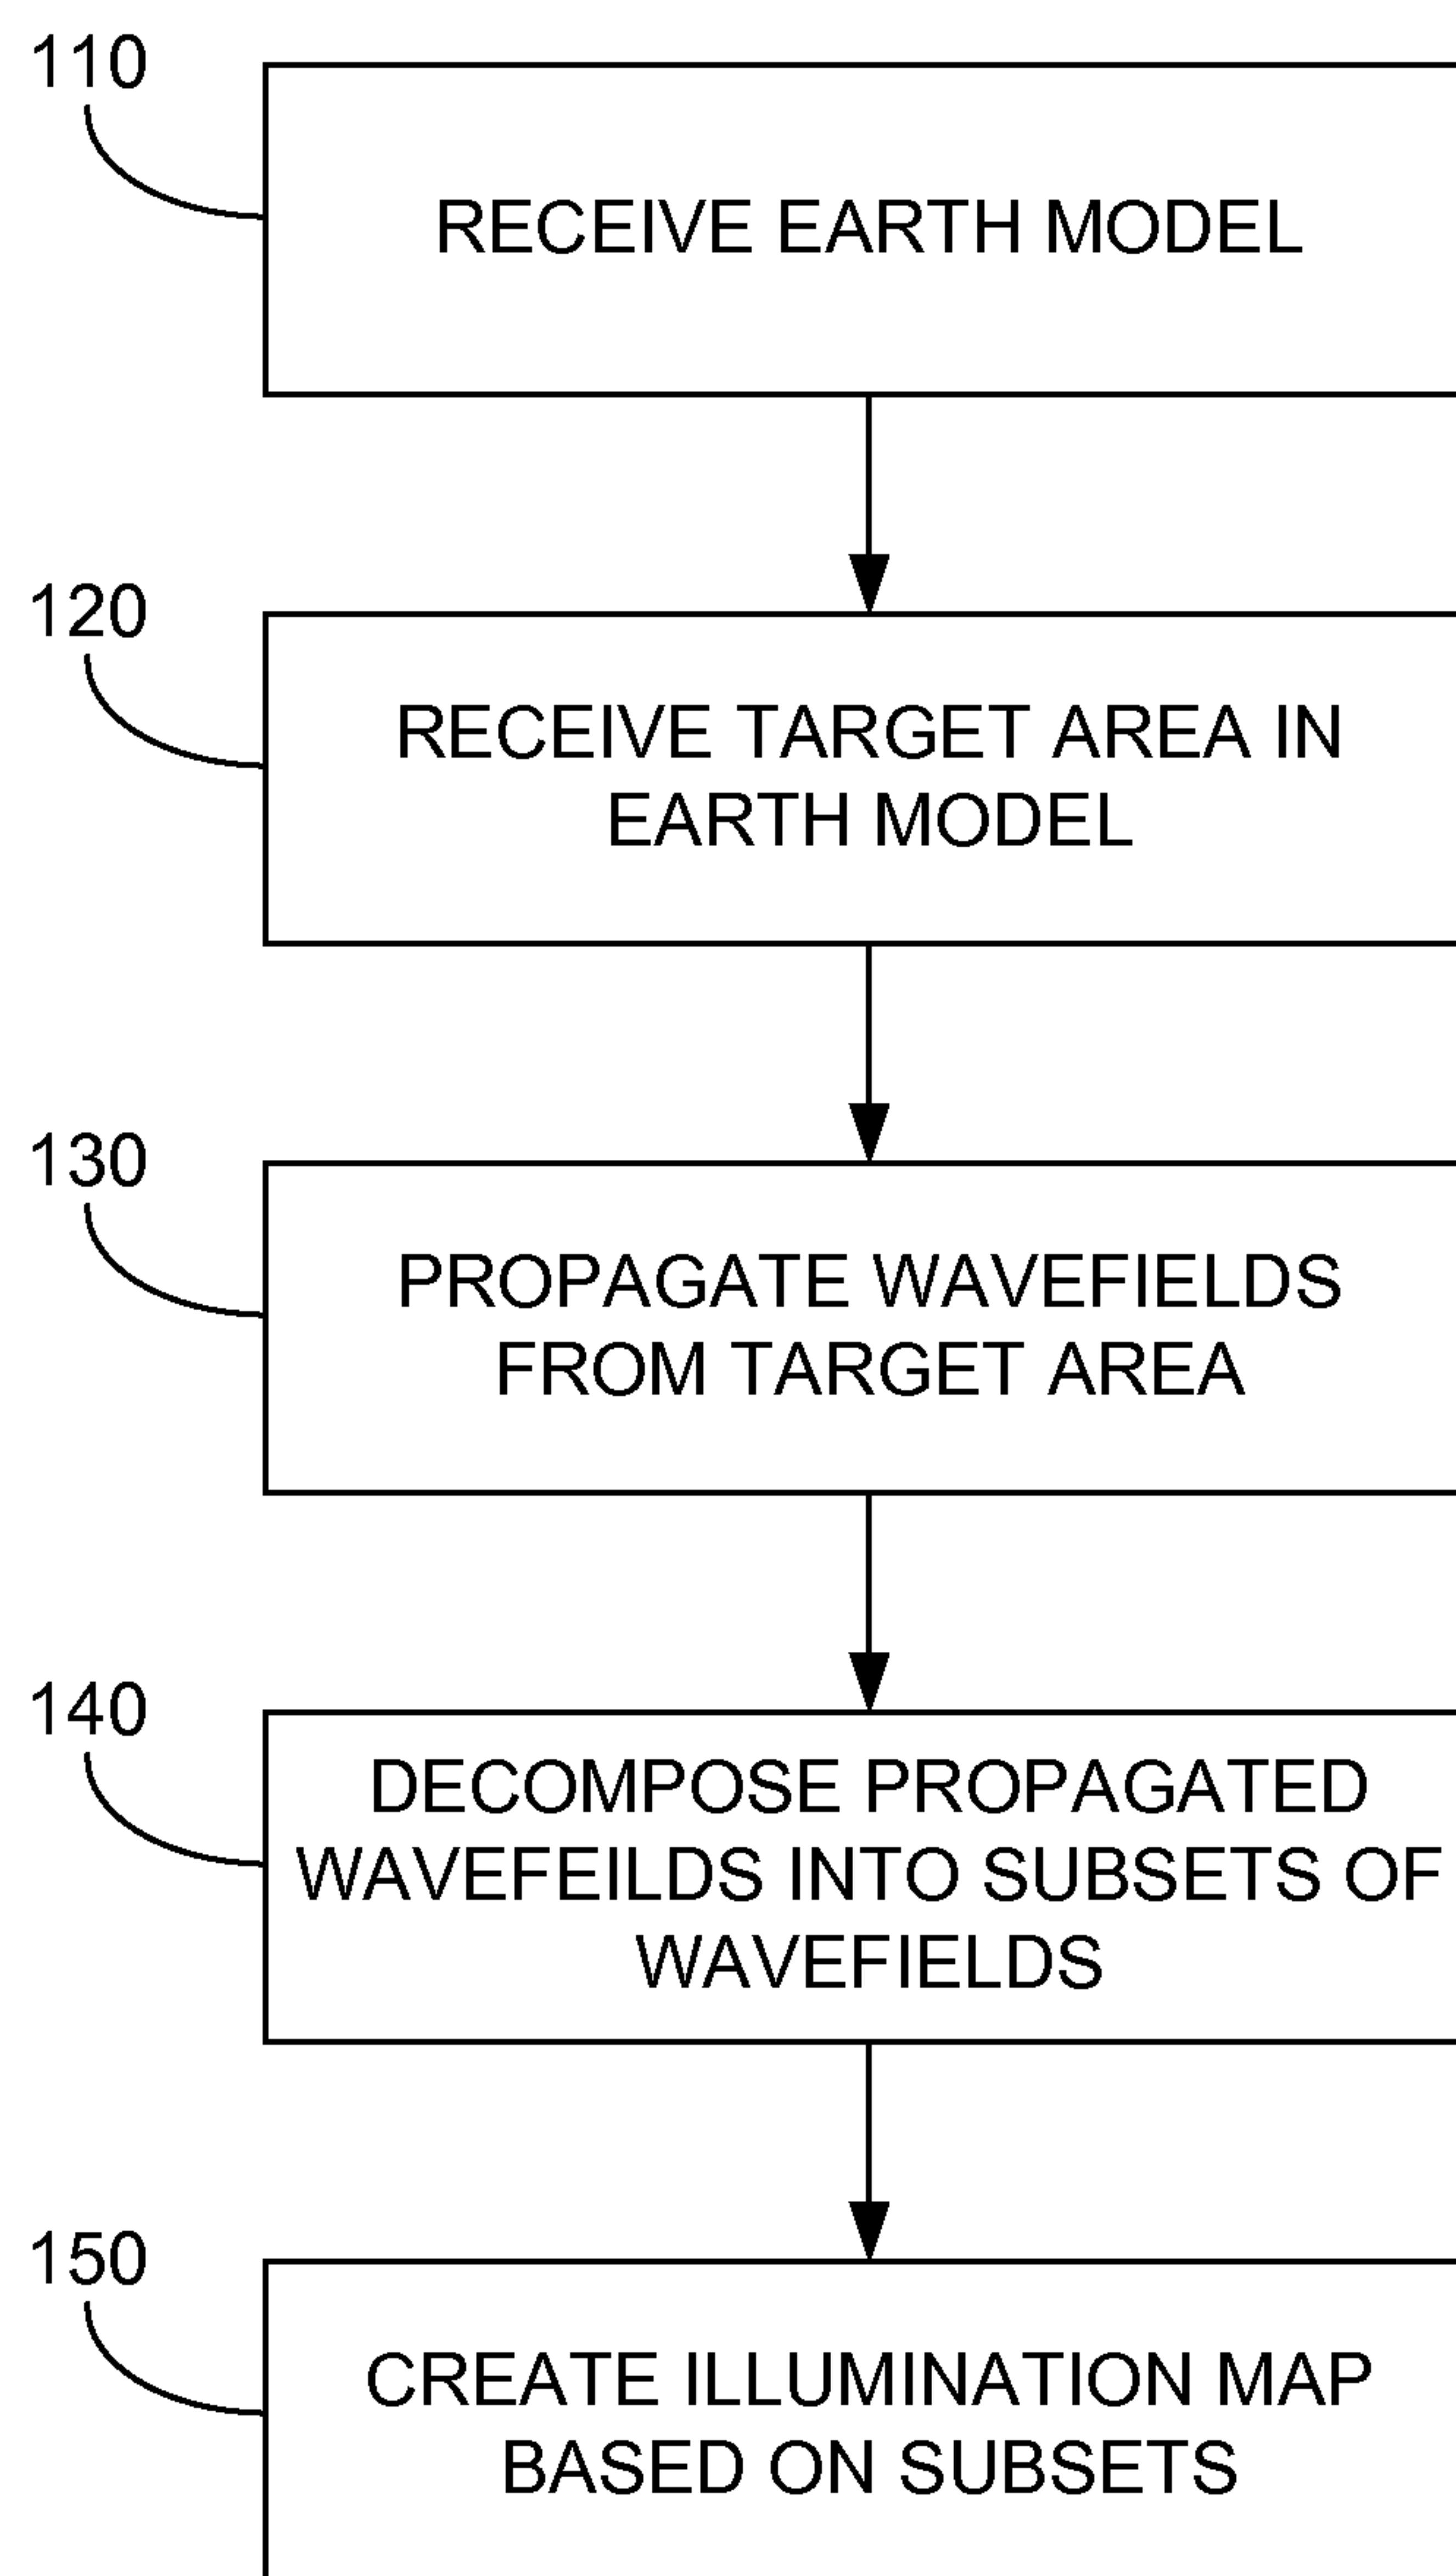 110
RECEIVE EARTH MODEL
120
RECEIVE TARGET AREA IN
EARTH MODEL
130
PROPAGATE WAVEFIELDS
FROM TARGET AREA
140
DECOMPOSE PROPAGATED
WAVEFEILDS INTO SUBSETS OF
WAVEFIELDS
150
CREATE ILLUMINATION MAP
BASED ON SUBSETS